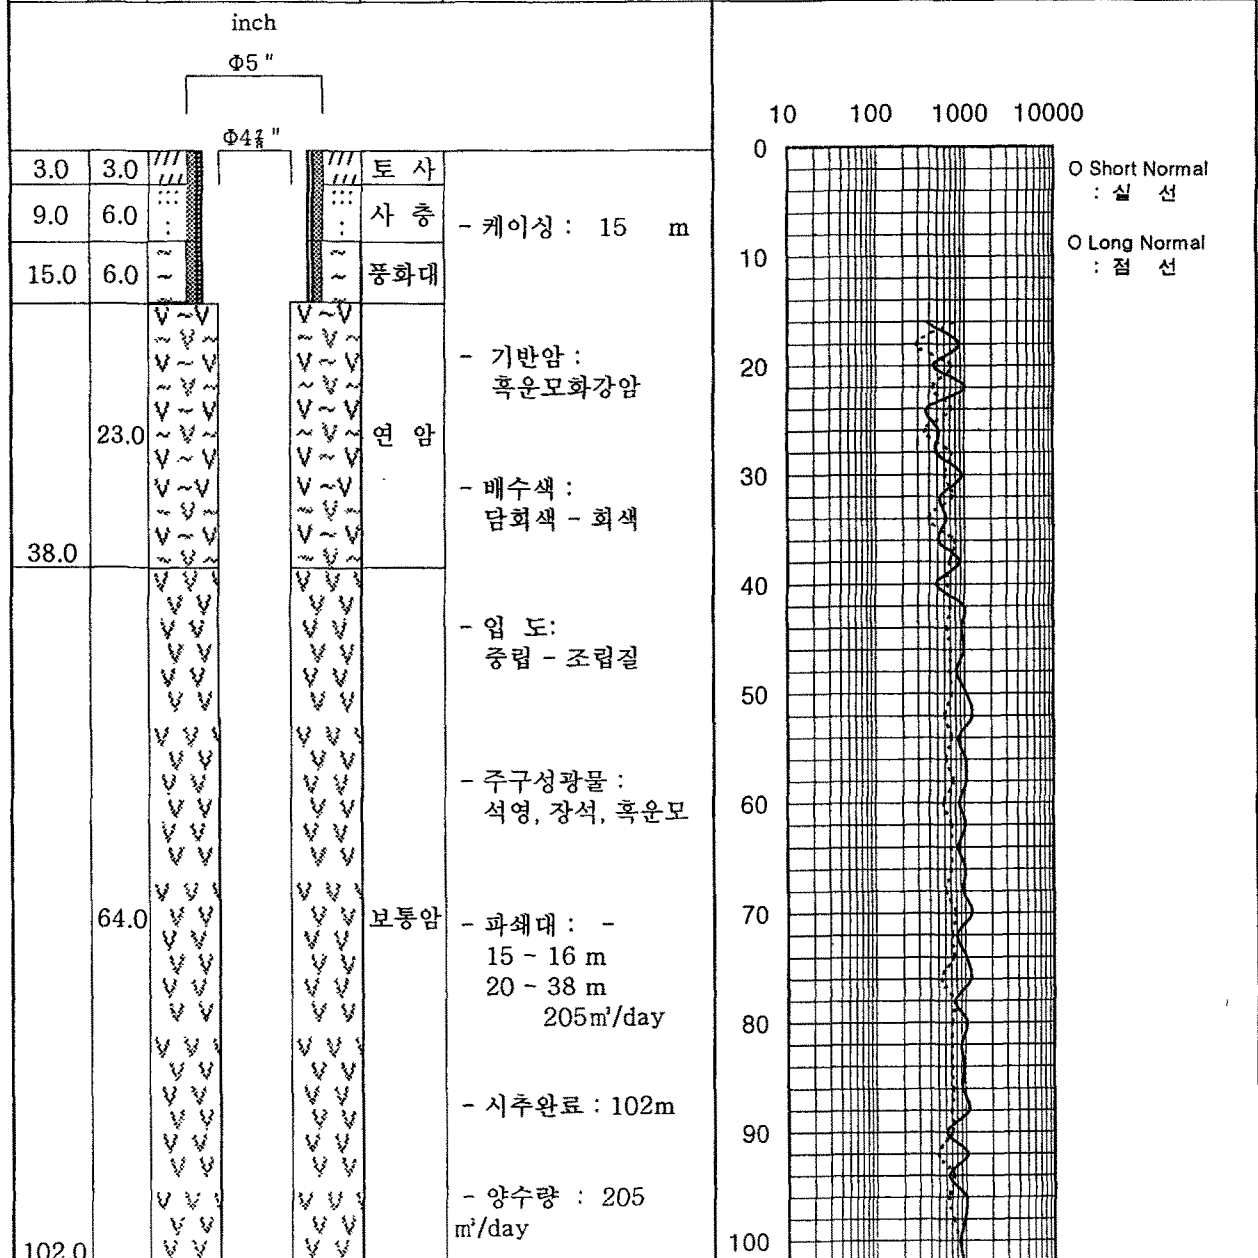 inch
Φ5 "
Φ4⅞ "
3.0 3.0 토 사
9.0 6.0 사 층
15.0 6.0 풍화대
- 케이싱 : 15 m
23.0 연 암
38.0
- 기반암 :
흑운모화강암
- 배수색 :
담회색 - 회색
- 입 도:
중립 - 조립질
- 주구성광물 :
석영, 장석, 흑운모
64.0 보통암
- 파쇄대 : -
15 - 16 m
20 - 38 m
205㎥/day
- 시추완료 : 102m
- 양수량 : 205
㎥/day
102.0
10 100 1000 10000
0
10
20
30
40
50
60
70
80
90
100
O Short Normal
: 실 선
O Long Normal
: 점 선